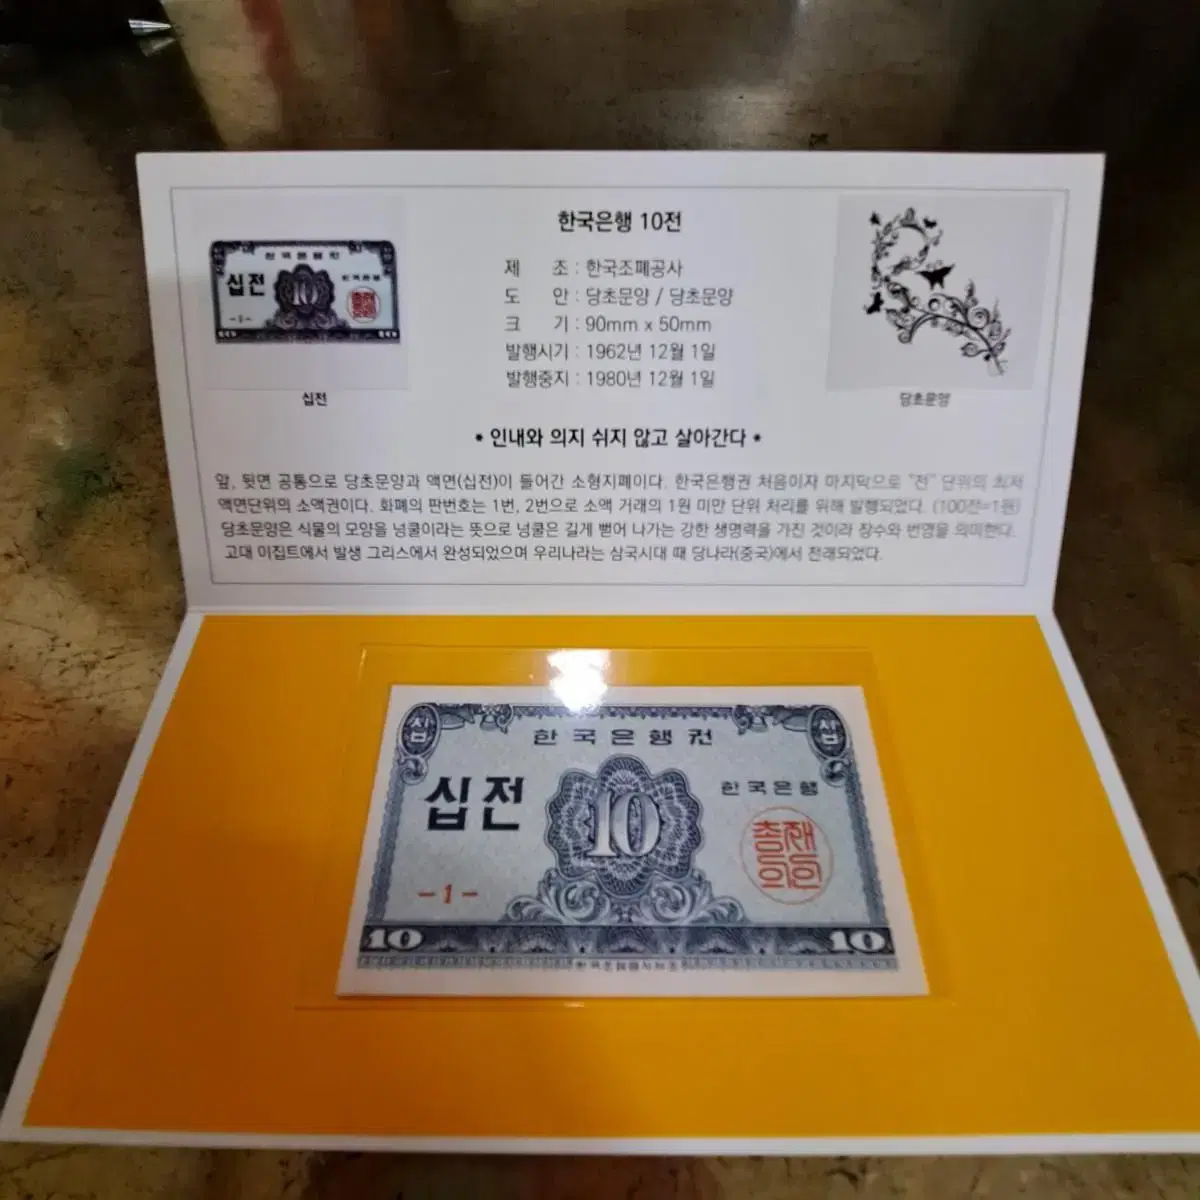 한국은행 10전
한국은행권
십전
10
한국은행
- 1 -
십전
제 조 : 한국조폐공사
도 안 : 당초문양 / 당초문양
크 기 : 90mm x 50mm
발행시기 : 1962년 12월 1일
발행중지 : 1980년 12월 1일
당초문양
* 인내와 의지 쉬지 않고 살아간다 *
앞, 뒷면 공통으로 당초문양과 액면(십전)이 들어간 소형지폐이다. 한국은행권 처음이자 마지막으로 "전" 단위의 최저
액면단위의 소액권이다. 화폐의 판번호는 1번, 2번으로 소액 거래의 1원 미만 단위 처리를 위해 발행되었다. (100전=1원)
당초문양은 식물의 모양을 넝쿨이라는 뜻으로 넝쿨은 길게 뻗어 나가는 강한 생명력을 가진 것이라 장수와 번영을 의미한다.
고대 이집트에서 발생 그리스에서 완성되었으며 우리나라는 삼국시대 때 당나라(중국)에서 전래되었다.
십
십
한국은행권
십전
10
한국은행
총재의인
- 1 -
10
10